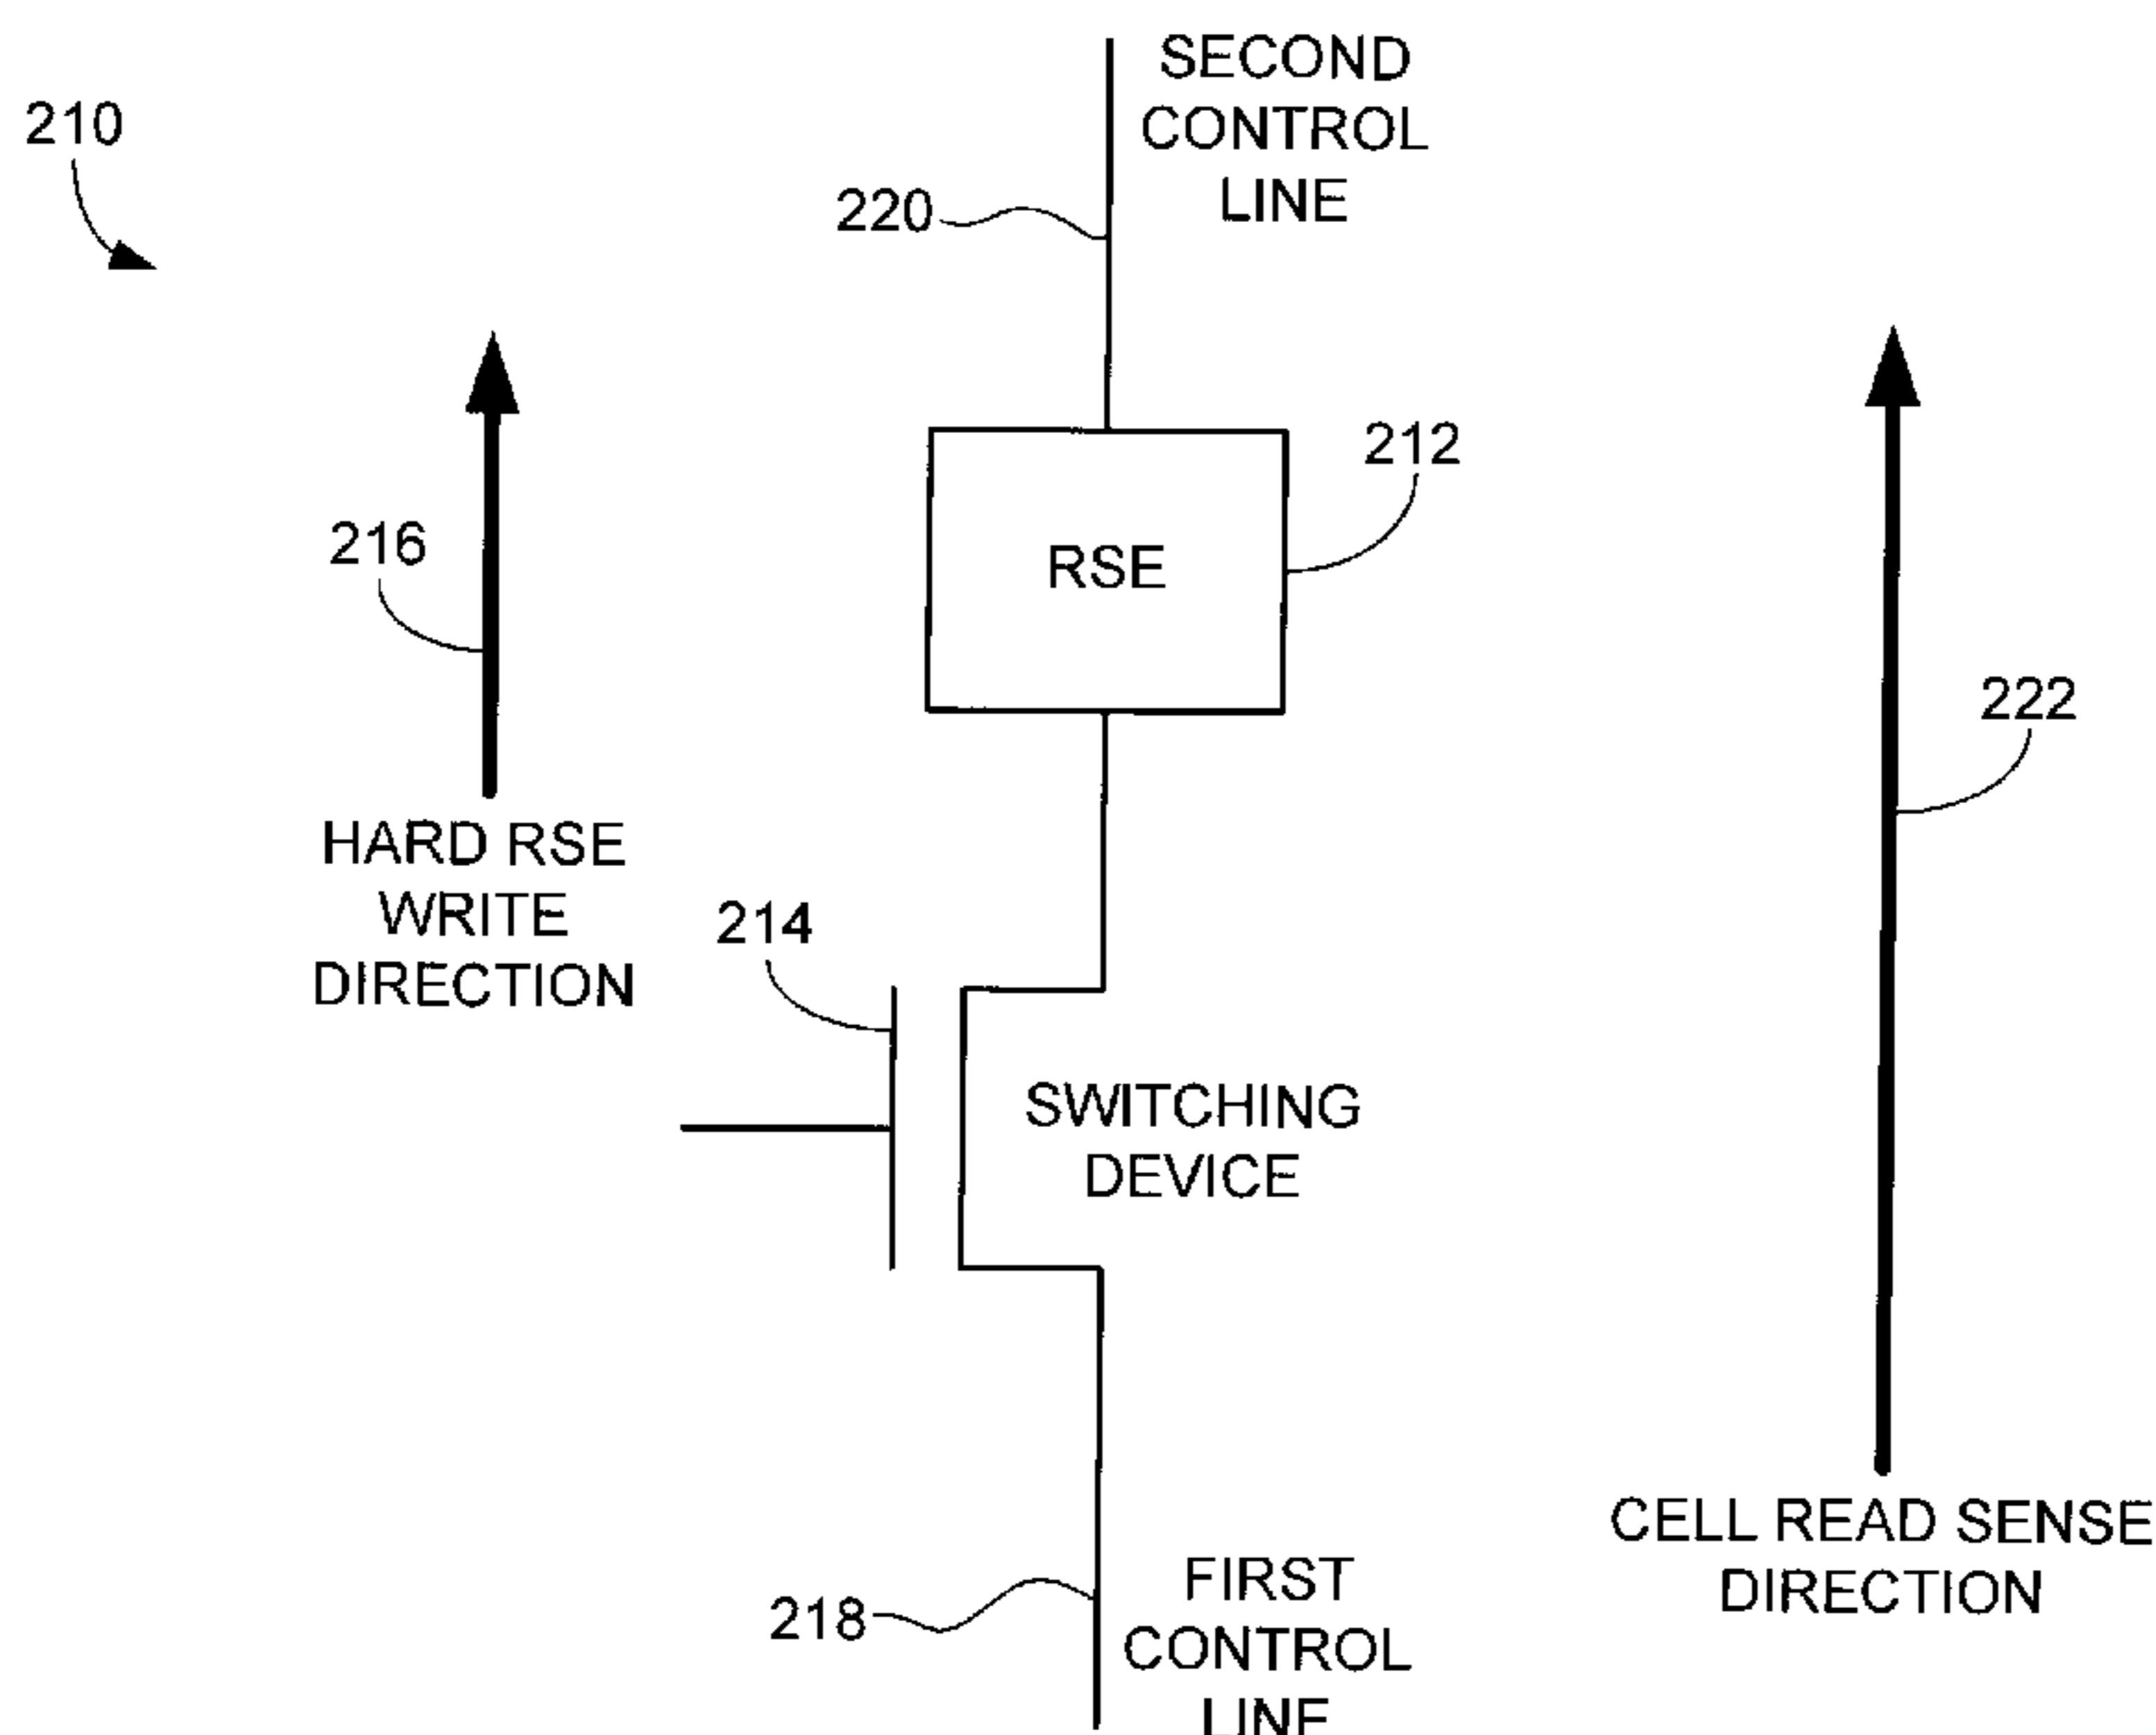 SECOND
CONTROL
LINE
210
220
212
RSE
216
222
HARD RSE
WRITE
DIRECTION
214
SWITCHING
DEVICE
CELL READ SENSE
DIRECTION
218
FIRST
CONTROL
LINE